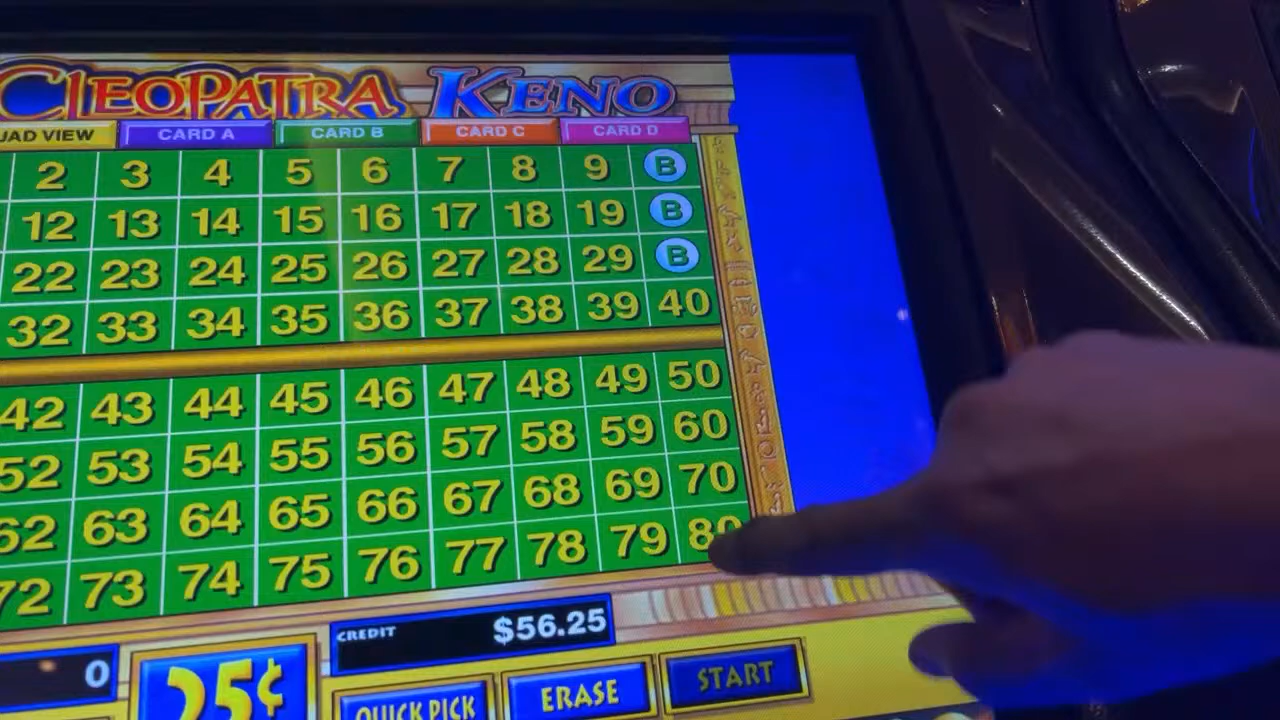 CLEOPATRA KENO
UAD VIEW CARD A CARD B CARD C CARD D
2 3 4 5 6 7 8 9 B
12 13 14 15 16 17 18 19 B
22 23 24 25 26 27 28 29 B
32 33 34 35 36 37 38 39 40
42 43 44 45 46 47 48 49 50
52 53 54 55 56 57 58 59 60
62 63 64 65 66 67 68 69 70
72 73 74 75 76 77 78 79 80
CREDIT $56.25
0 25¢ QUICK PICK ERASE START